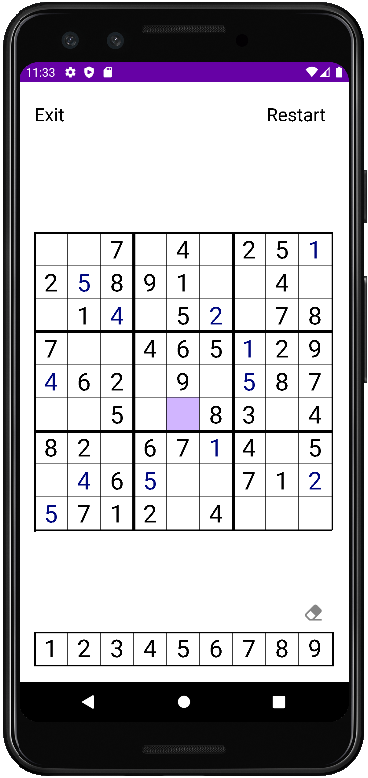 11:33
Exit Restart
7 4 2 5 1
2 5 8 9 1 4
1 4 5 2 7 8
7 4 6 5 1 2 9
4 6 2 9 5 8 7
5 8 3 4
8 2 6 7 1 4 5
4 6 5 7 1 2
5 7 1 2 4
1 2 3 4 5 6 7 8 9